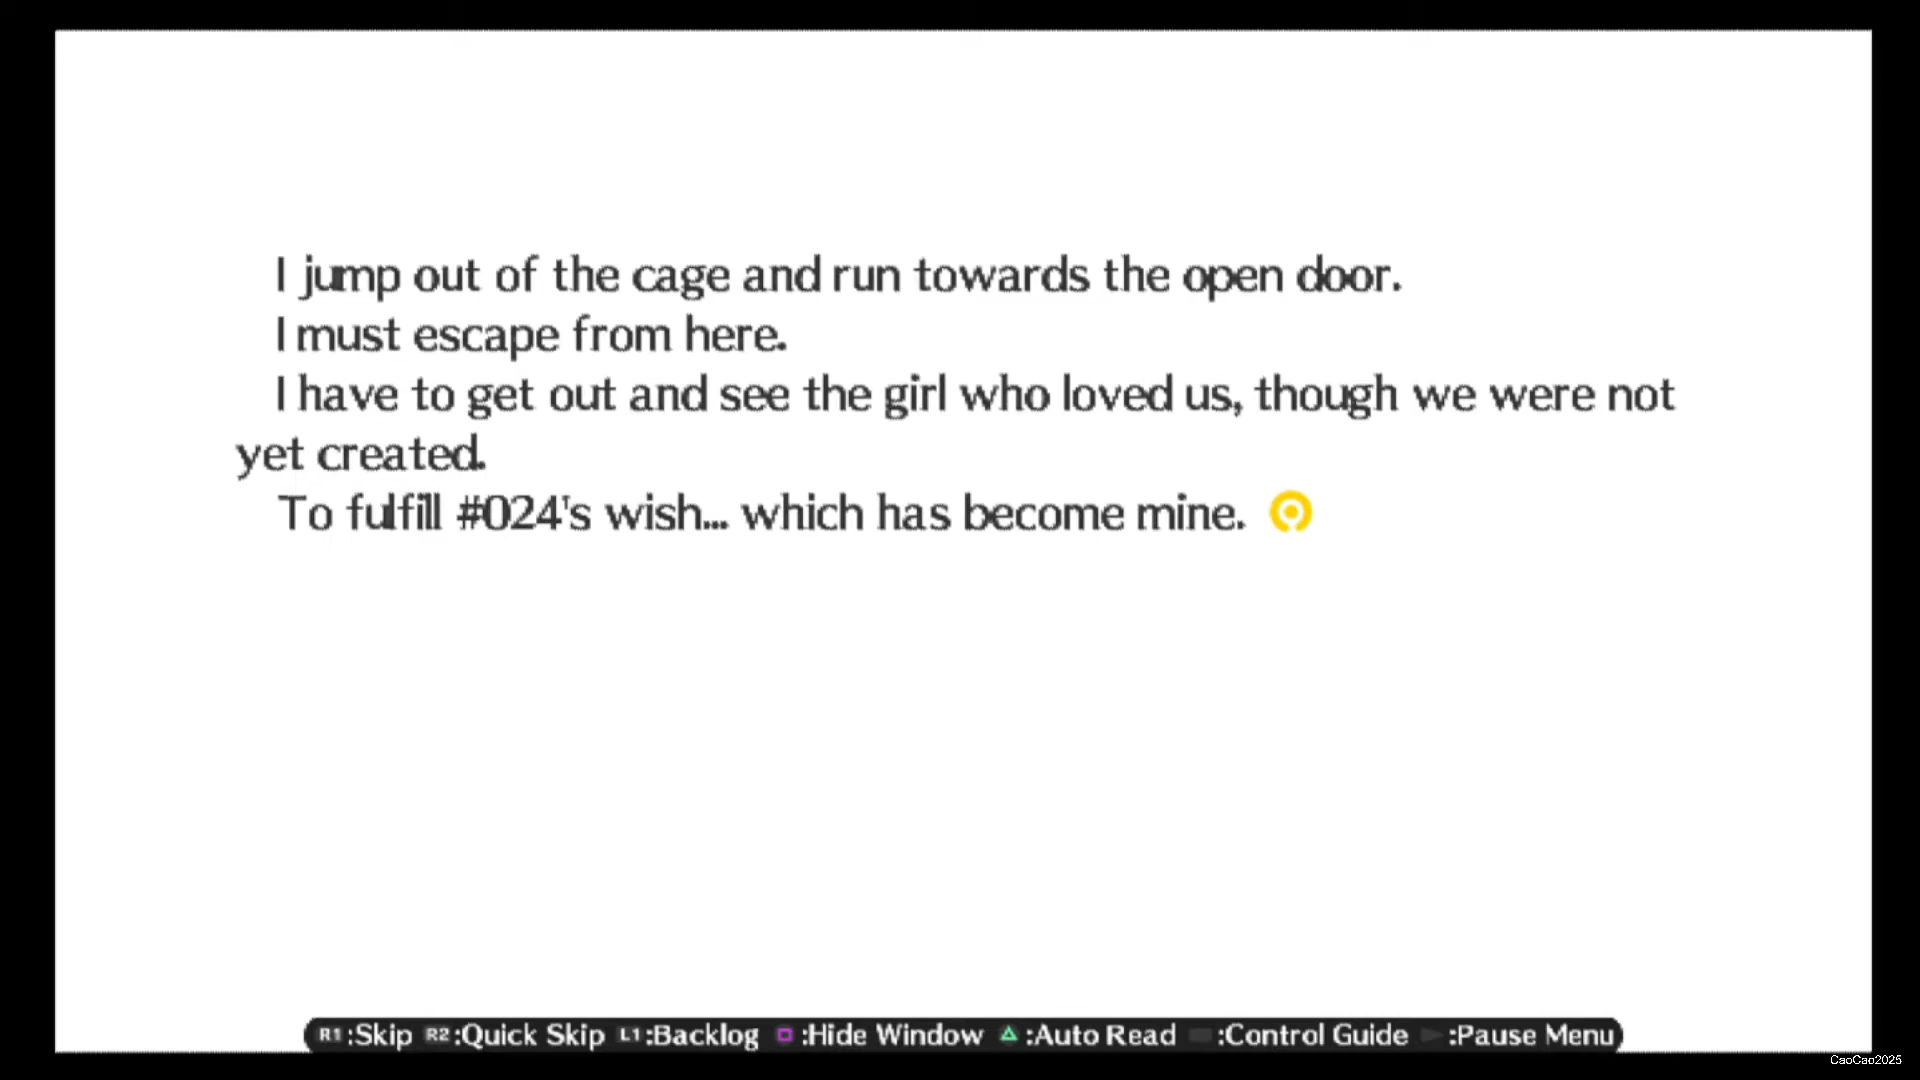 I jump out of the cage and run towards the open door.
I must escape from here.
I have to get out and see the girl who loved us, though we were not
yet created.
To fulfill #024's wish... which has become mine.
R1:Skip R2:Quick Skip L1:Backlog :Hide Window :Auto Read :Control Guide :Pause Menu
CaoCao2025